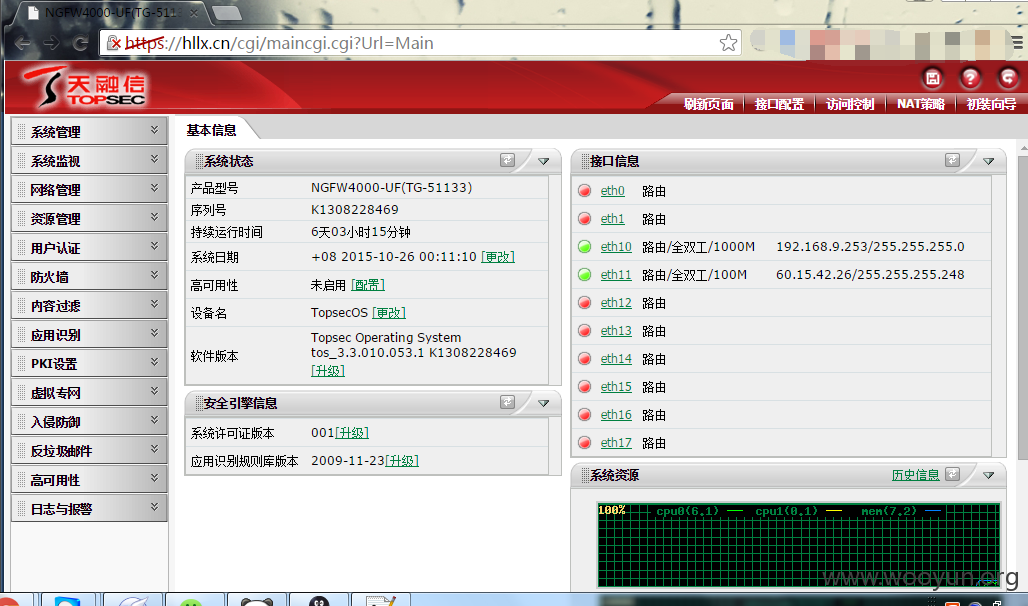 NGFW4000-UF(TG-511
https://hllx.cn/cgi/maincgi.cgi?Url=Main
天融信
TOPSEC
刷新页面 接口配置 访问控制 NAT策略 初装向导
系统管理
系统监视
网络管理
资源管理
用户认证
防火墙
内容过滤
应用识别
PKI设置
虚拟专网
入侵防御
反垃圾邮件
高可用性
日志与报警
基本信息
系统状态
产品型号 NGFW4000-UF(TG-51133)
序列号 K1308228469
持续运行时间 6天03小时15分钟
系统日期 +08 2015-10-26 00:11:10 [更改]
高可用性 未启用 [配置]
设备名 TopsecOS [更改]
软件版本 Topsec Operating System
tos_3.3.010.053.1 K1308228469
[升级]
安全引擎信息
系统许可证版本 001[升级]
应用识别规则库版本 2009-11-23[升级]
接口信息
eth0 路由
eth1 路由
eth10 路由/全双工/1000M 192.168.9.253/255.255.255.0
eth11 路由/全双工/100M 60.15.42.26/255.255.255.248
eth12 路由
eth13 路由
eth14 路由
eth15 路由
eth16 路由
eth17 路由
系统资源 历史信息
100% cpu0(6.1) cpu1(0.1) mem(7.2)
www.wooyun.org